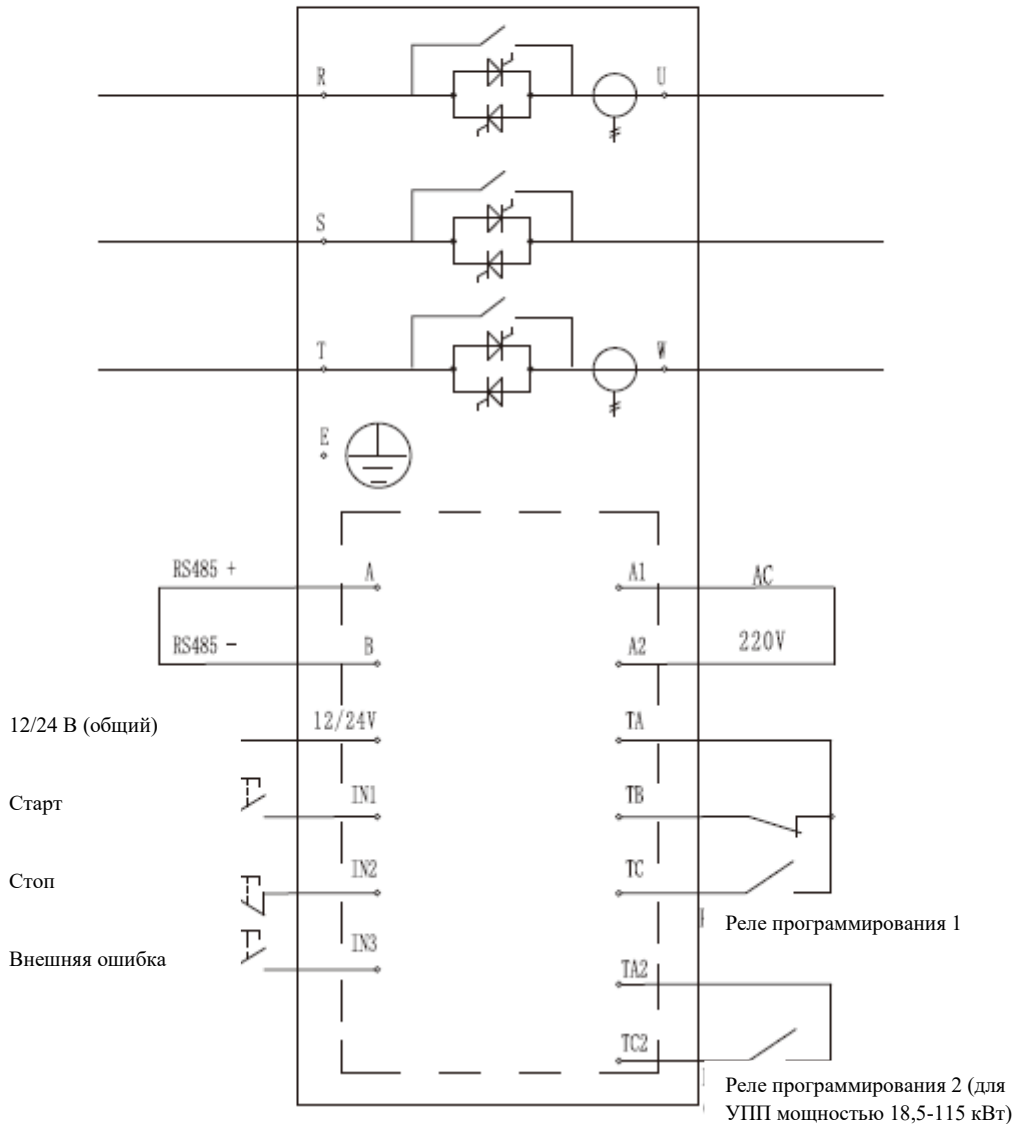 R
U
S
T
W
E
RS485 +
A
A1
AC
RS485 -
B
A2
220V
12/24 В (общий)
12/24V
TA
Старт
IN1
TB
Стоп
IN2
TC
Реле программирования 1
Внешняя ошибка
IN3
TA2
TC2
Реле программирования 2 (для
УПП мощностью 18,5-115 кВт)